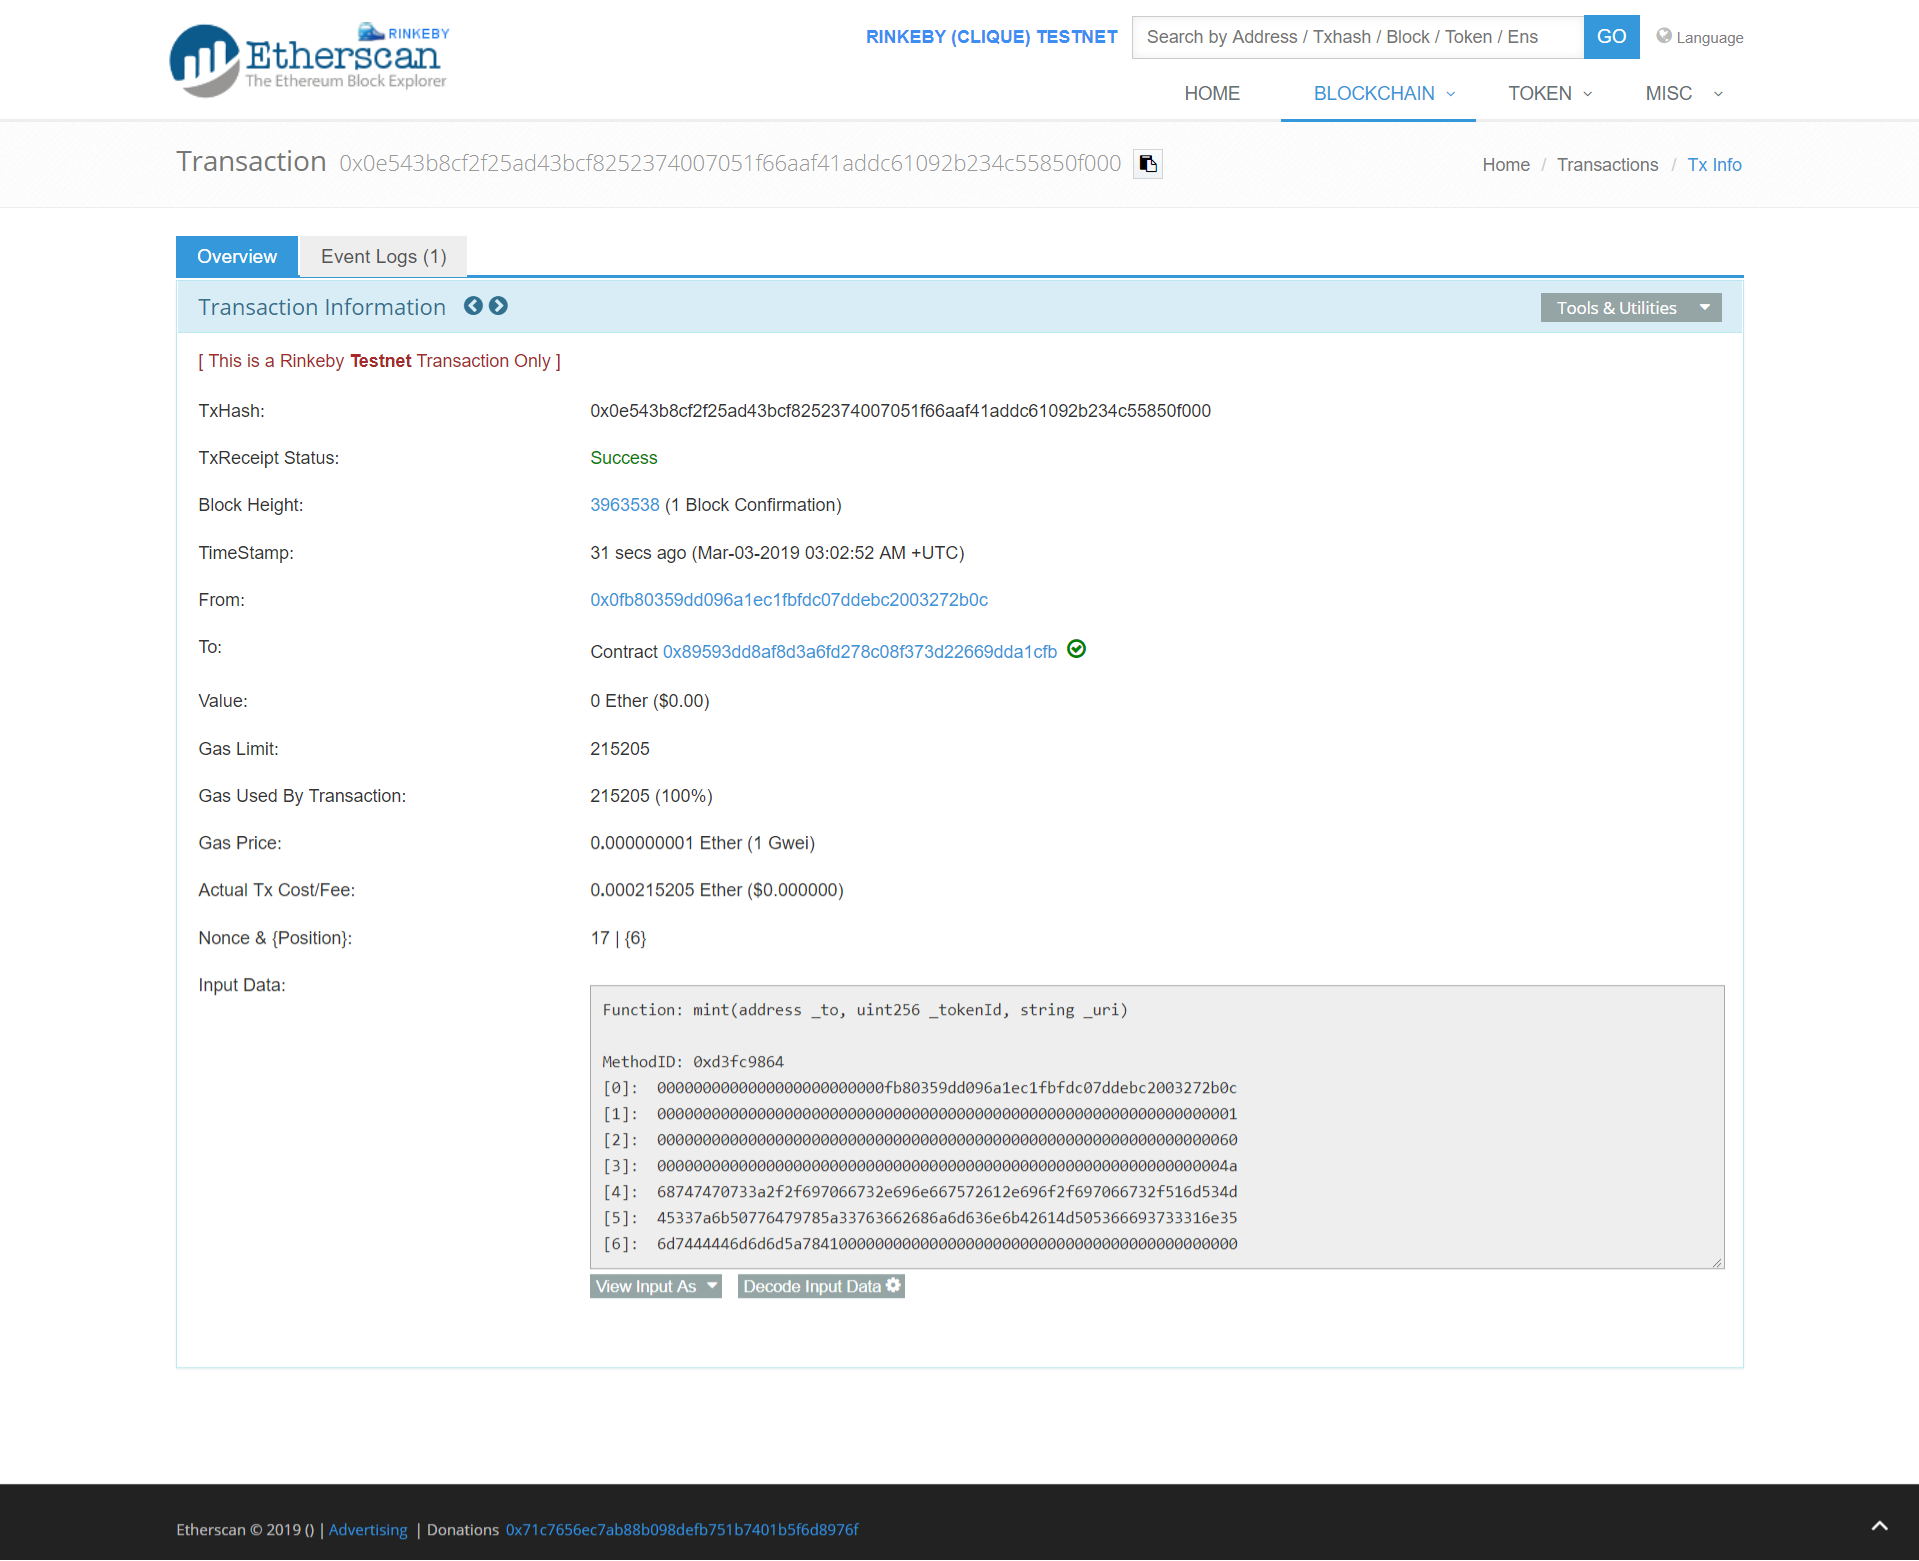 RINKEBY
Etherscan
The Ethereum Block Explorer
RINKEBY (CLIQUE) TESTNET
Search by Address / Txhash / Block / Token / Ens
GO
Language
HOME
BLOCKCHAIN
TOKEN
MISC
Transaction 0x0e543b8cf2f25ad43bcf8252374007051f66aaf41addc61092b234c55850f000
Home / Transactions / Tx Info
Overview
Event Logs (1)
Transaction Information
Tools & Utilities
[ This is a Rinkeby Testnet Transaction Only ]
TxHash: 0x0e543b8cf2f25ad43bcf8252374007051f66aaf41addc61092b234c55850f000
TxReceipt Status: Success
Block Height: 3963538 (1 Block Confirmation)
TimeStamp: 31 secs ago (Mar-03-2019 03:02:52 AM +UTC)
From: 0x0fb80359dd096a1ec1fbfdc07ddebc2003272b0c
To: Contract 0x89593dd8af8d3a6fd278c08f373d22669dda1cfb
Value: 0 Ether ($0.00)
Gas Limit: 215205
Gas Used By Transaction: 215205 (100%)
Gas Price: 0.000000001 Ether (1 Gwei)
Actual Tx Cost/Fee: 0.000215205 Ether ($0.000000)
Nonce & {Position}: 17 | {6}
Input Data:
Function: mint(address _to, uint256 _tokenId, string _uri)
MethodID: 0xd3fc9864
[0]: 0000000000000000000000000fb80359dd096a1ec1fbfdc07ddebc2003272b0c
[1]: 0000000000000000000000000000000000000000000000000000000000000001
[2]: 0000000000000000000000000000000000000000000000000000000000000060
[3]: 000000000000000000000000000000000000000000000000000000000000004a
[4]: 68747470733a2f2f697066732e696e667572612e696f2f697066732f516d534d
[5]: 45337a6b50776479785a33763662686a6d636e6b42614d505366693733316e35
[6]: 6d7444446d6d6d5a784100000000000000000000000000000000000000000000
View Input As
Decode Input Data
Etherscan © 2019 () | Advertising | Donations 0x71c7656ec7ab88b098defb751b7401b5f6d8976f